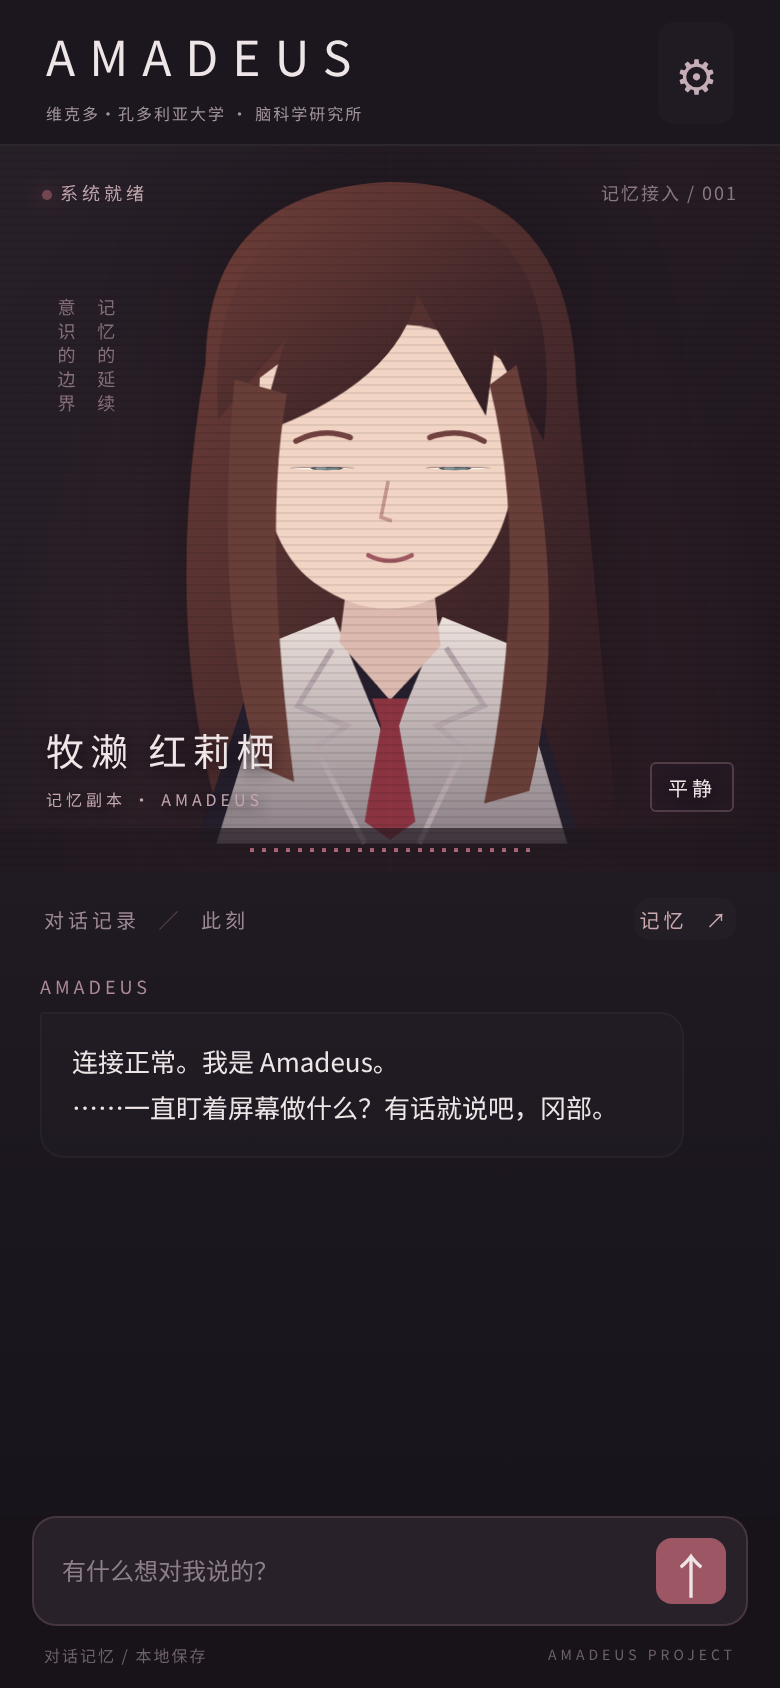 AMADEUS
维克多·孔多利亚大学 · 脑科学研究所
系统就绪
记忆接入 / 001
记忆的延续
意识的边界
牧濑 红莉栖
记忆副本 · AMADEUS
平静
对话记录 ／ 此刻
记忆 ↗
AMADEUS
连接正常。我是 Amadeus。
……一直盯着屏幕做什么？有话就说吧，冈部。
有什么想对我说的？
对话记忆 / 本地保存
AMADEUS PROJECT